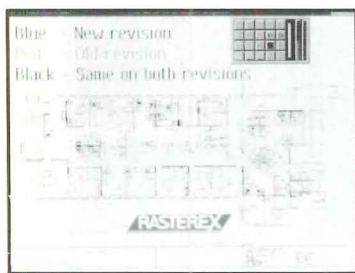 Blue - New revision
Red - Old revision
Black - Same on both revisions
RASTEREX